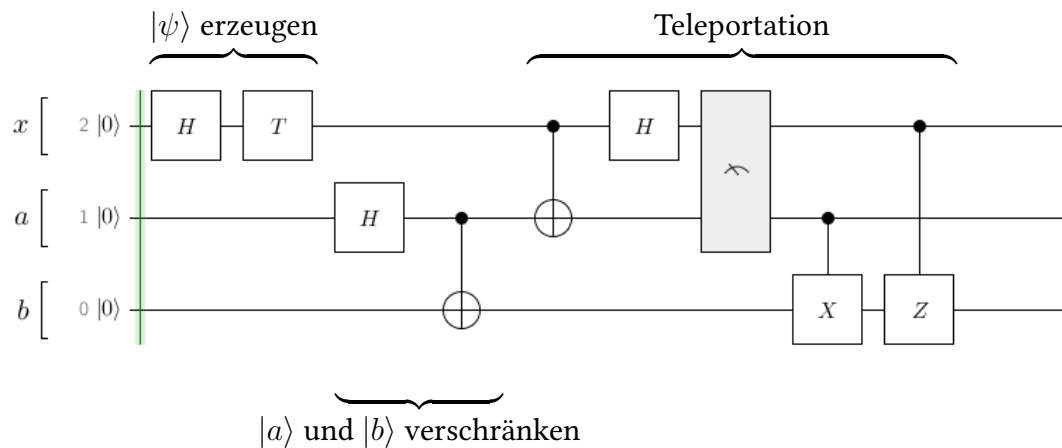 |ψ⟩ erzeugen
Teleportation
x [ 2 |0⟩ H T H
a [ 1 |0⟩ H
b [ 0 |0⟩ X Z
|a⟩ und |b⟩ verschränken